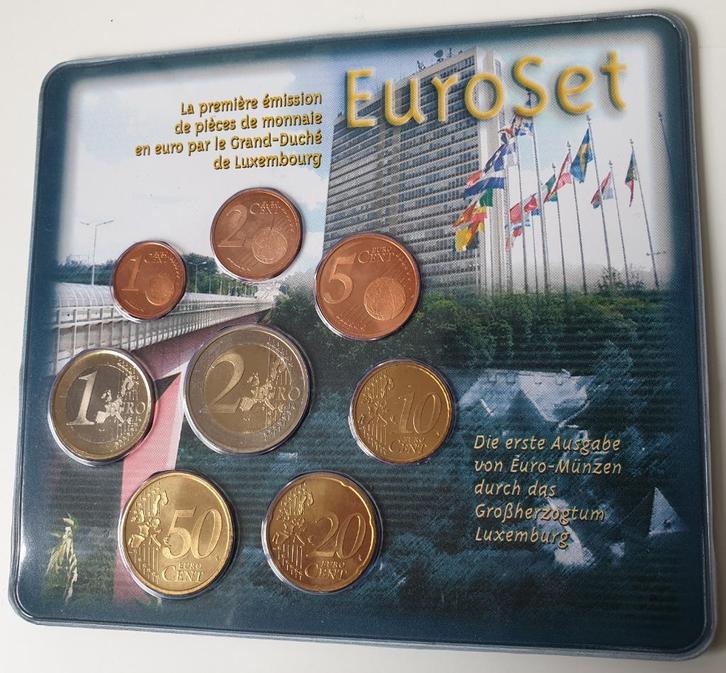 EuroSet
La première émission
de pièces de monnaie
en euro par le Grand-Duché
de Luxembourg
2 EURO CENT
1 EURO CENT
5 EURO CENT
1 EURO
2 EURO
10 EURO CENT
50 EURO CENT
20 EURO CENT
Die erste Ausgabe
von Euro-Münzen
durch das
Großherzogtum
Luxemburg